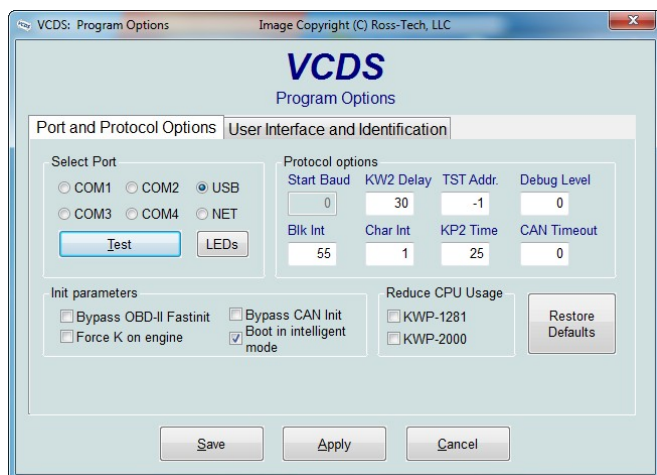 VCDS: Program Options Image Copyright (C) Ross-Tech, LLC
VCDS
Program Options
Port and Protocol Options User Interface and Identification
Select Port
COM1 COM2 USB
COM3 COM4 NET
Test LEDs
Protocol options
Start Baud KW2 Delay TST Addr. Debug Level
0 30 -1 0
Blk Int Char Int KP2 Time CAN Timeout
55 1 25 0
Init parameters
Bypass OBD-II Fastinit Bypass CAN Init
Force K on engine Boot in intelligent
mode
Reduce CPU Usage
KWP-1281
KWP-2000
Restore
Defaults
Save Apply Cancel